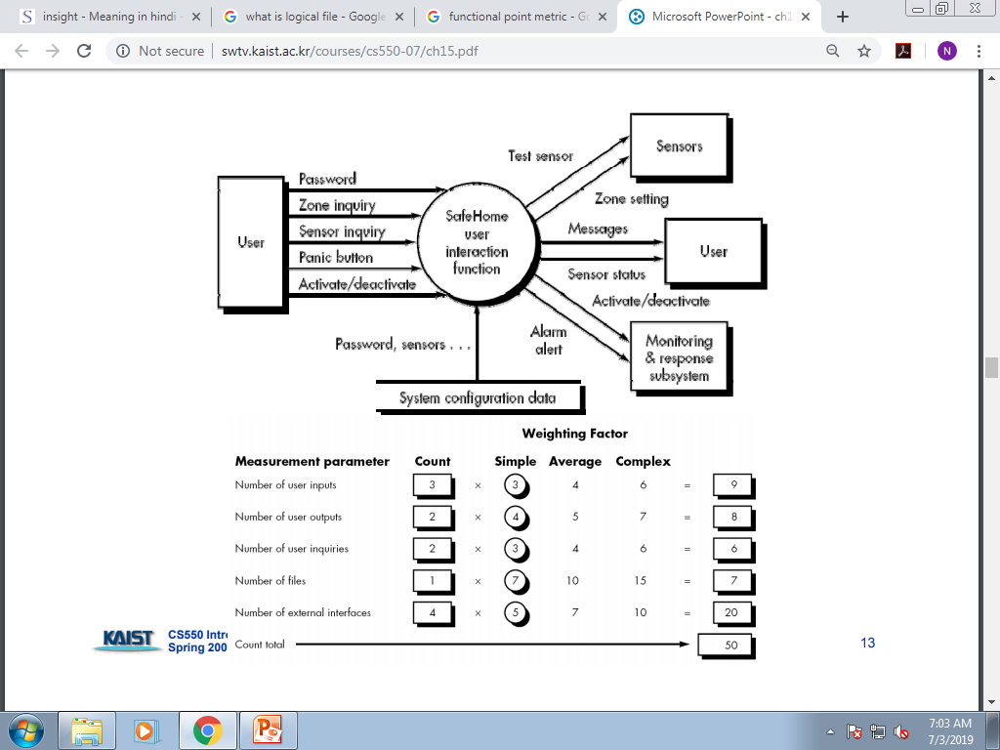 insight - Meaning in hindi -
what is logical file - Google
functional point metric - Go
Microsoft PowerPoint - ch1
Not secure
swtv.kaist.ac.kr/courses/cs550-07/ch15.pdf
N
User
Password
Zone inquiry
Sensor inquiry
Panic button
Activate/deactivate
SafeHome
user
interaction
function
Test sensor
Sensors
Zone setting
Messages
User
Sensor status
Activate/deactivate
Alarm
alert
Monitoring
& response
subsystem
Password, sensors . . .
System configuration data
Weighting Factor
Measurement parameter Count Simple Average Complex
Number of user inputs 3 × 3 4 6 = 9
Number of user outputs 2 × 4 5 7 = 8
Number of user inquiries 2 × 3 4 6 = 6
Number of files 1 × 7 10 15 = 7
Number of external interfaces 4 × 5 7 10 = 20
Count total 50
KAIST
CS550 Intr
Spring 200
13
7:03 AM
7/3/2019